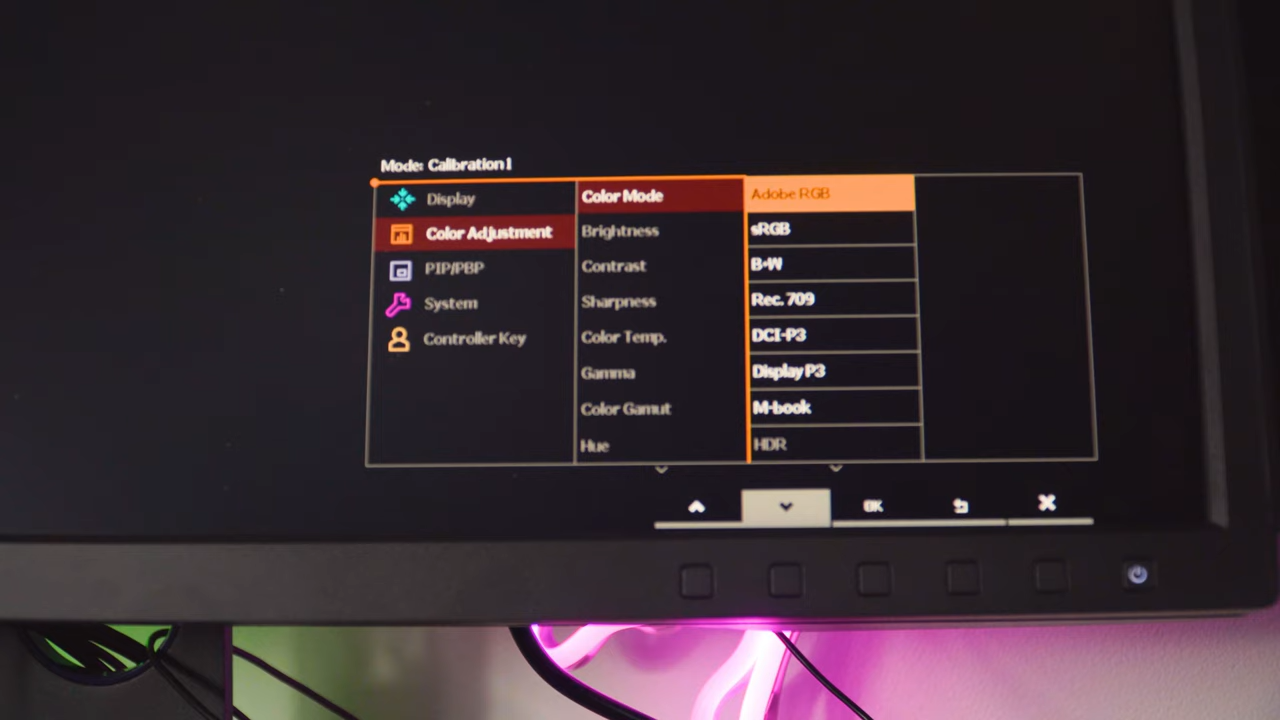 Mode: Calibration 1
Display
Color Adjustment
PIP/PBP
System
Controller Key
Color Mode
Brightness
Contrast
Sharpness
Color Temp.
Gamma
Color Gamut
Hue
Adobe RGB
sRGB
B+W
Rec. 709
DCI-P3
Display P3
M-book
HDR
OK